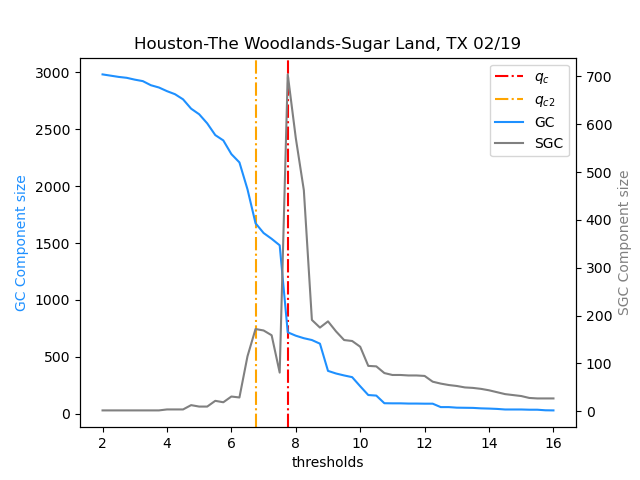 Houston-The Woodlands-Sugar Land, TX 02/19
3000
2500
2000
1500
1000
500
0
GC Component size
700
600
500
400
300
200
100
0
SGC Component size
q_c
q_{c2}
GC
SGC
2 4 6 8 10 12 14 16
thresholds